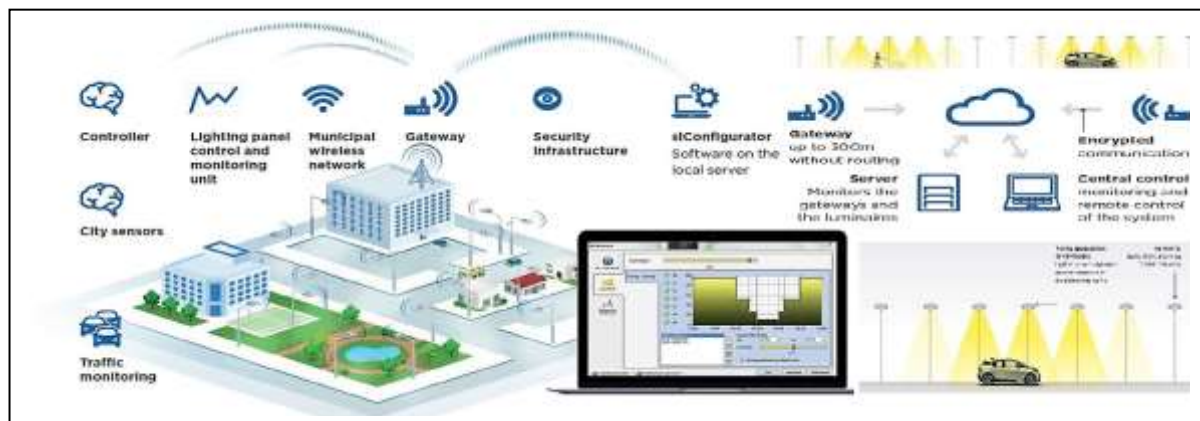 Controller
Lighting panel
control and
monitoring
unit
Municipal
wireless
network
Gateway
Security
infrastructure
slConfigurator
Software on the
local server
Gateway
up to 300m
without routing
Encrypted
communication
Server
Monitors the
gateways and
the luminaires
Central control
monitoring and
remote control
of the system
City sensors
Traffic
monitoring